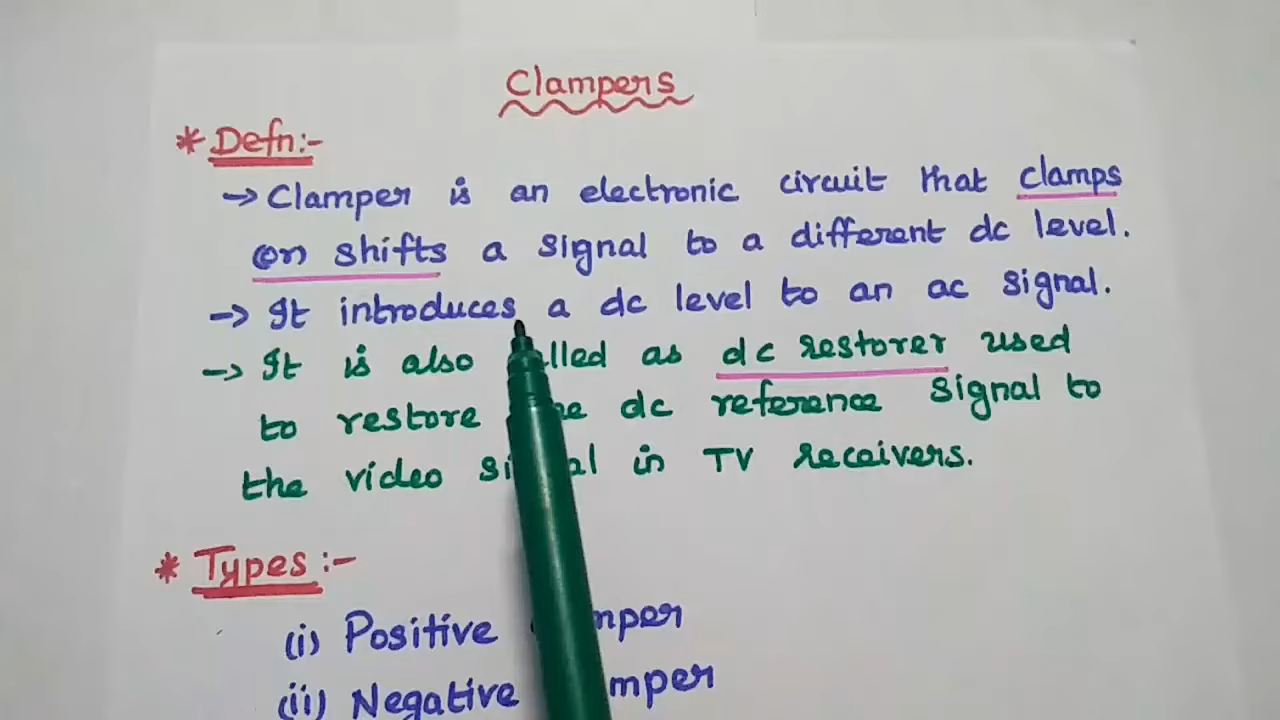 Clampers
* Defn:-
→ Clamper is an electronic circuit that clamps
(or) shifts a signal to a different dc level.
→ It introduces a dc level to an ac signal.
→ It is also as dc restorer used
to restore dc reference signal to
the video in TV receivers.
* Types:-
(i) Positive
(ii) Negative